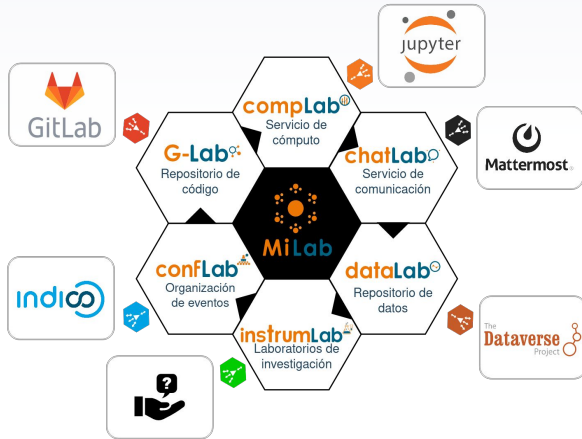 jupyter
GitLab
compLab
Servicio de
cómputo
G-Lab
Repositorio de
código
chatLab
Servicio de
comunicación
Mattermost
MiLab
confLab
Organización
de eventos
dataLab
Repositorio de
datos
indico
instrumLab
Laboratorios de
investigación
The
Dataverse
Project
?